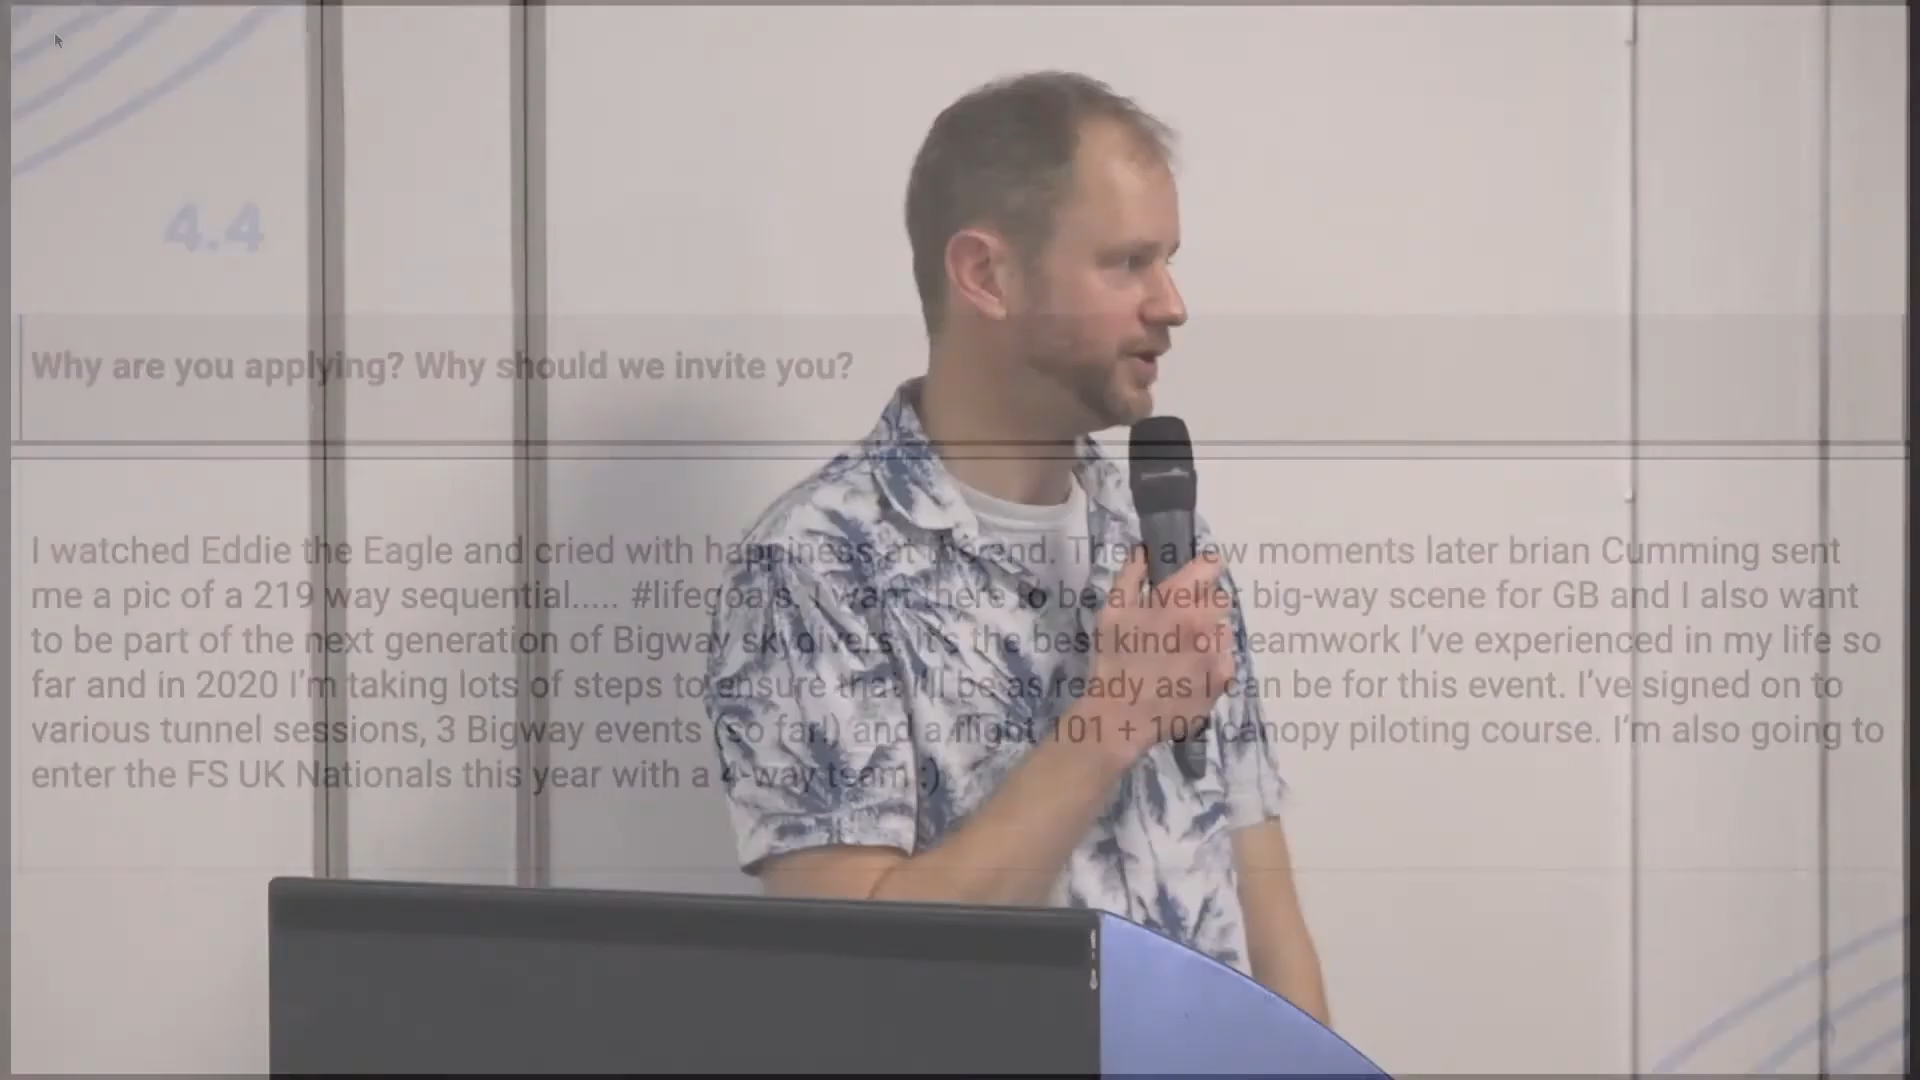 4.4
Why are you applying? Why should we invite you?
I watched Eddie the Eagle and cried with happiness at the end. Then a few moments later brian Cumming sent
me a pic of a 219 way sequential..... #lifegoals. I want there to be a livelier big-way scene for GB and I also want
to be part of the next generation of Bigway skydivers. It's the best kind of teamwork I've experienced in my life so
far and in 2020 I'm taking lots of steps to ensure that I'll be as ready as I can be for this event. I've signed on to
various tunnel sessions, 3 Bigway events (so far!) and a flight 101 + 102 canopy piloting course. I'm also going to
enter the FS UK Nationals this year with a 4-way team :)